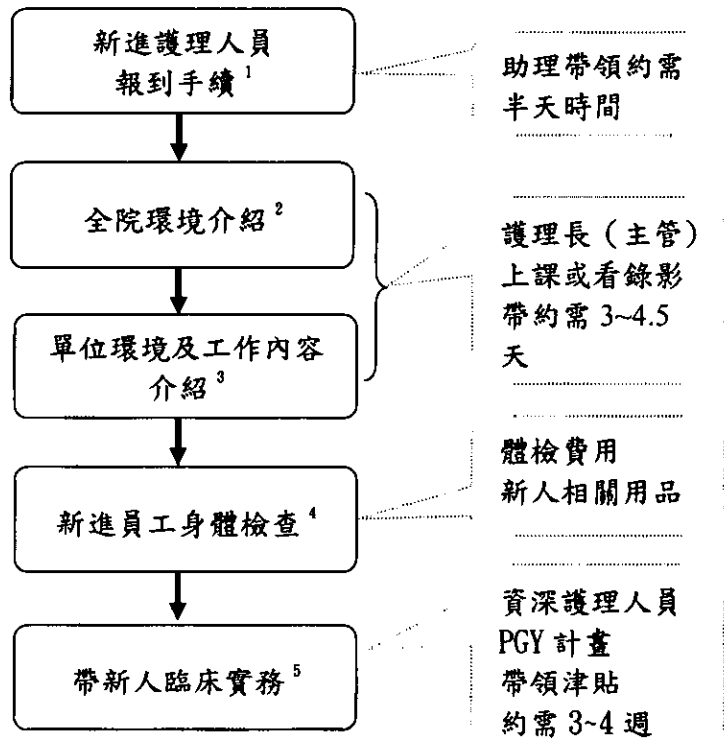 新進護理人員
報到手續 1
助理帶領約需
半天時間
全院環境介紹 2
護理長（主管）
上課或看錄影
帶約需 3~4.5
天
單位環境及工作內容
介紹 3
體檢費用
新人相關用品
新進員工身體檢查 4
資深護理人員
PGY 計畫
帶領津貼
約需 3~4 週
帶新人臨床實務 5